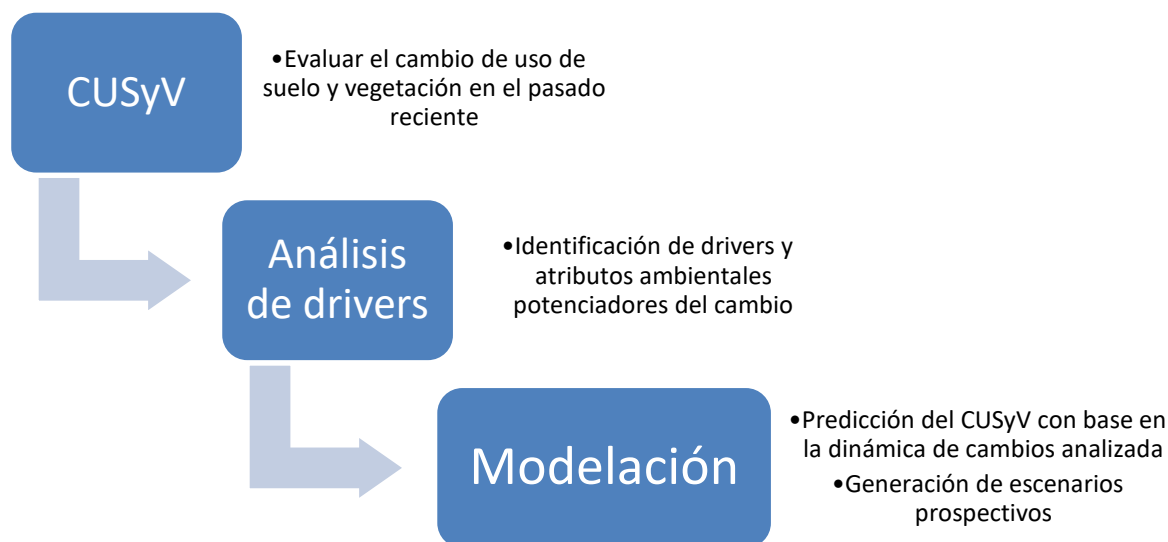 CUSyV
•Evaluar el cambio de uso de
suelo y vegetación en el pasado
reciente
Análisis
de drivers
•Identificación de drivers y
atributos ambientales
potenciadores del cambio
Modelación
•Predicción del CUSyV con base en
la dinámica de cambios analizada
•Generación de escenarios
prospectivos